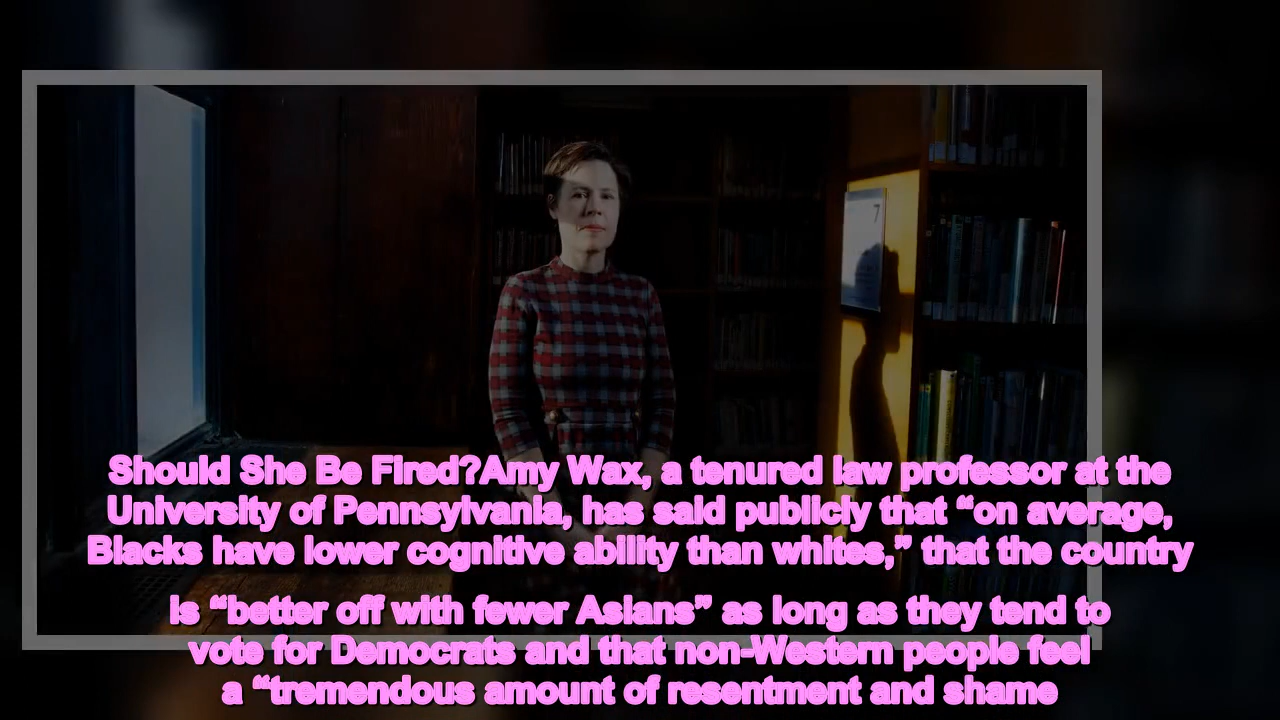 Should She Be Fired?Amy Wax, a tenured law professor at the
University of Pennsylvania, has said publicly that “on average,
Blacks have lower cognitive ability than whites,” that the country
is “better off with fewer Asians” as long as they tend to
vote for Democrats and that non-Western people feel
a “tremendous amount of resentment and shame
7